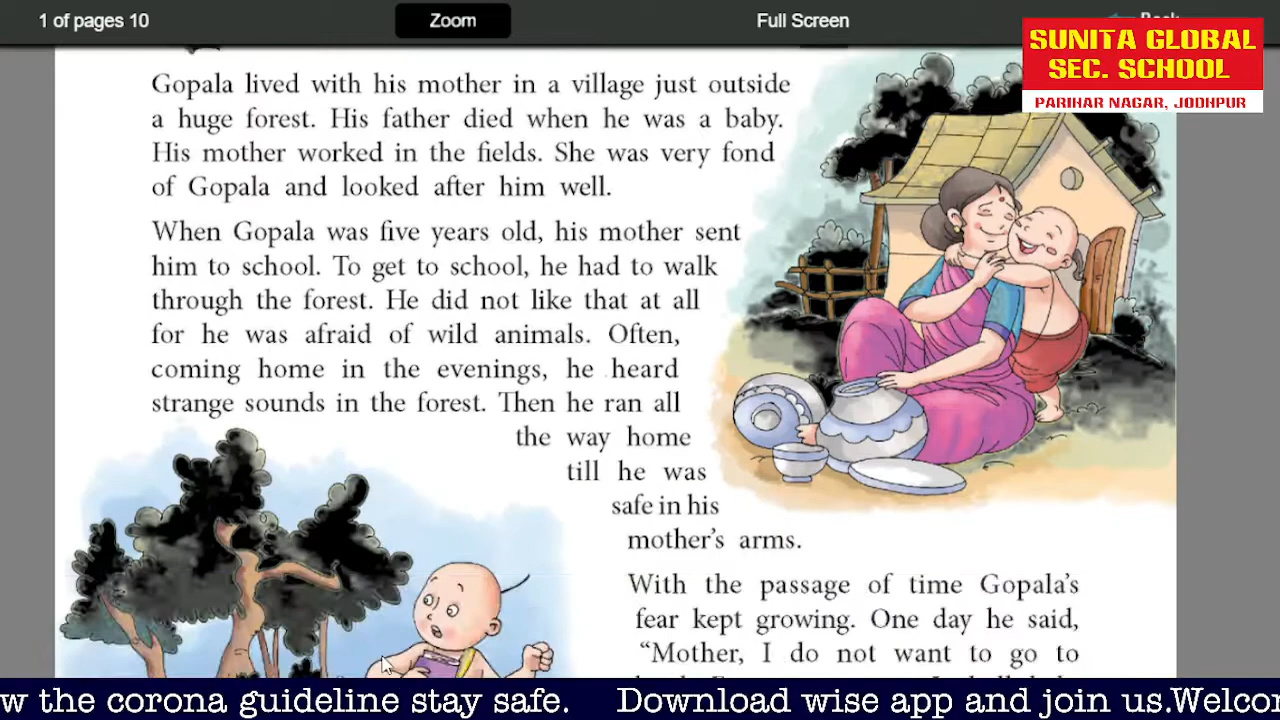 1 of pages 10
Zoom
Full Screen
SUNITA GLOBAL
SEC. SCHOOL
PARIHAR NAGAR, JODHPUR
Gopala lived with his mother in a village just outside
a huge forest. His father died when he was a baby.
His mother worked in the fields. She was very fond
of Gopala and looked after him well.
When Gopala was five years old, his mother sent
him to school. To get to school, he had to walk
through the forest. He did not like that at all
for he was afraid of wild animals. Often,
coming home in the evenings, he heard
strange sounds in the forest. Then he ran all
the way home
till he was
safe in his
mother's arms.
With the passage of time Gopala's
fear kept growing. One day he said,
“Mother, I do not want to go to
w the corona guideline stay safe. Download wise app and join us.Welcor